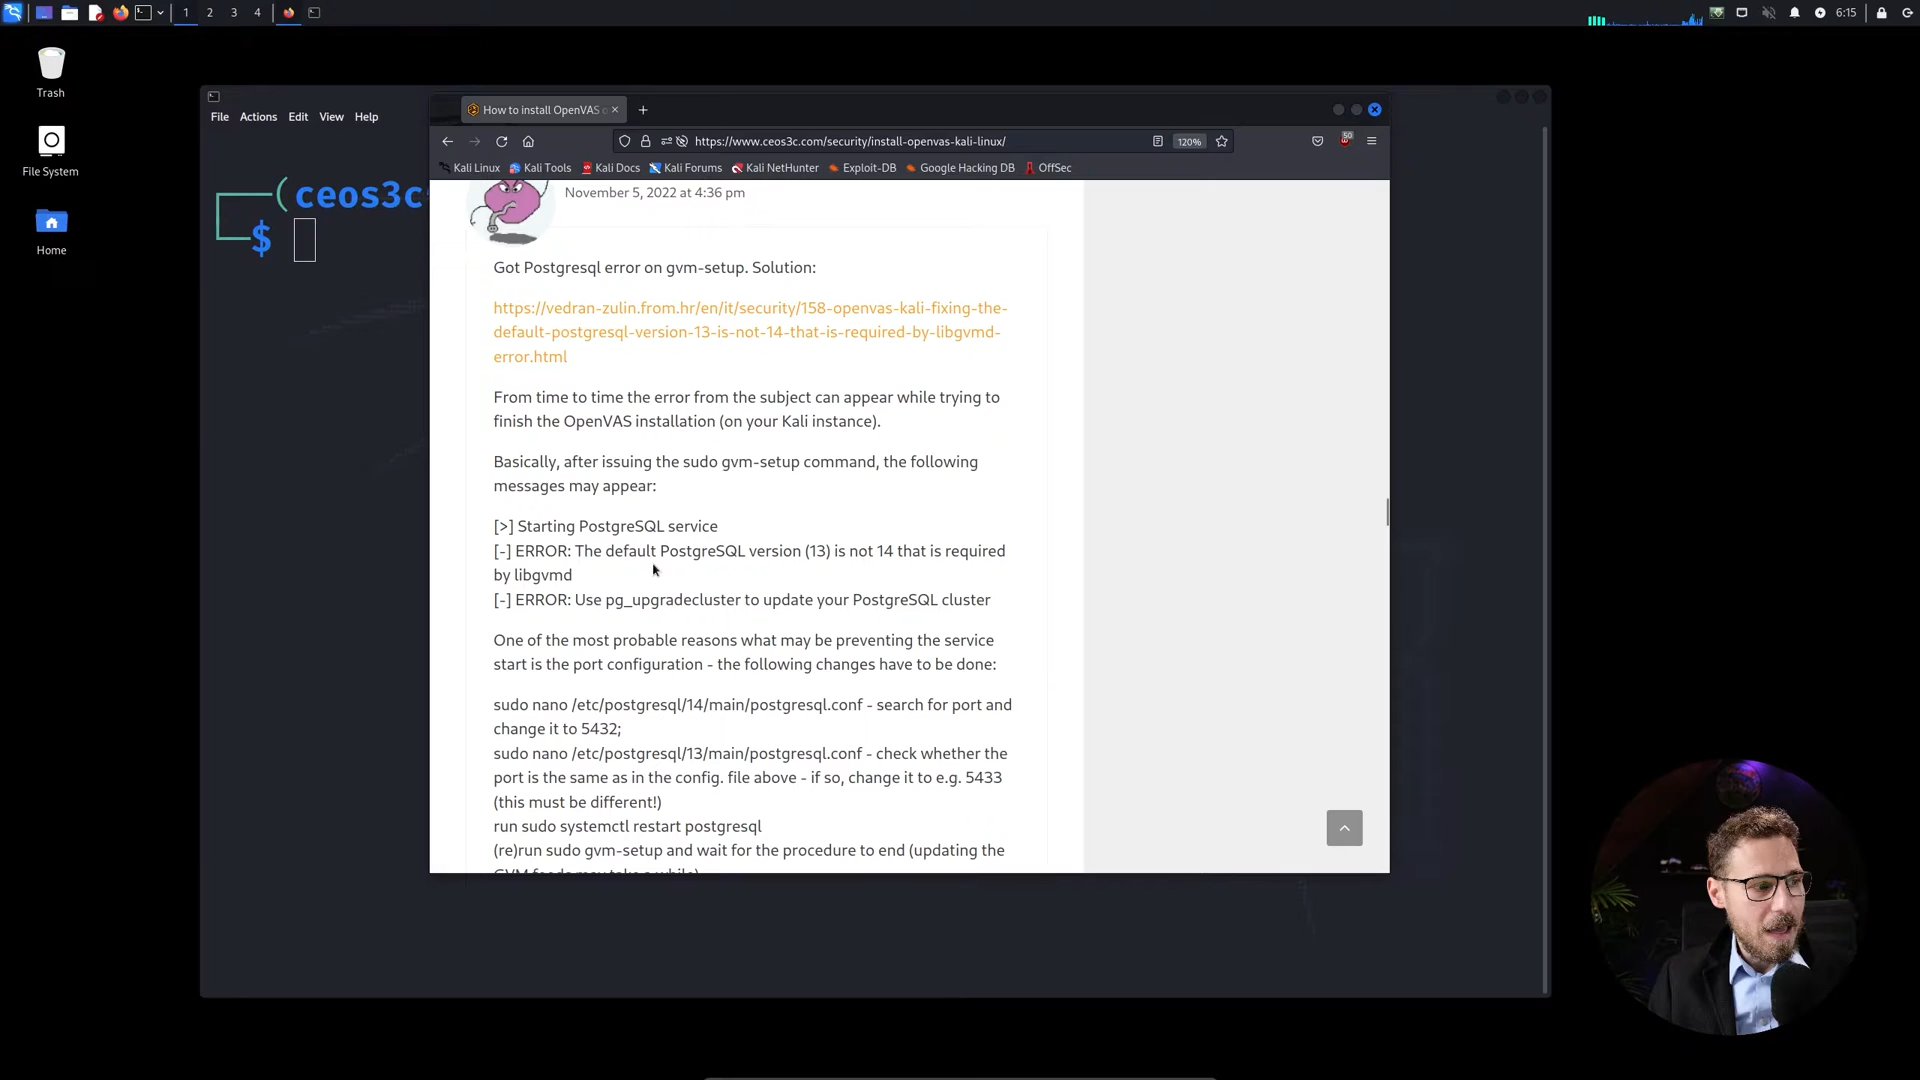 1 2 3 4
6:15
Trash
File System
Home
File Actions Edit View Help
(ceos3c
$
How to install OpenVAS o
https://www.ceos3c.com/security/install-openvas-kali-linux/
120%
50
Kali Linux Kali Tools Kali Docs Kali Forums Kali NetHunter Exploit-DB Google Hacking DB OffSec
November 5, 2022 at 4:36 pm
Got Postgresql error on gvm-setup. Solution:
https://vedran-zulin.from.hr/en/it/security/158-openvas-kali-fixing-the-
default-postgresql-version-13-is-not-14-that-is-required-by-libgvmd-
error.html
From time to time the error from the subject can appear while trying to
finish the OpenVAS installation (on your Kali instance).
Basically, after issuing the sudo gvm-setup command, the following
messages may appear:
[>] Starting PostgreSQL service
[-] ERROR: The default PostgreSQL version (13) is not 14 that is required
by libgvmd
[-] ERROR: Use pg_upgradecluster to update your PostgreSQL cluster
One of the most probable reasons what may be preventing the service
start is the port configuration - the following changes have to be done:
sudo nano /etc/postgresql/14/main/postgresql.conf - search for port and
change it to 5432;
sudo nano /etc/postgresql/13/main/postgresql.conf - check whether the
port is the same as in the config. file above - if so, change it to e.g. 5433
(this must be different!)
run sudo systemctl restart postgresql
(re)run sudo gvm-setup and wait for the procedure to end (updating the
GVM feeds may take a while)